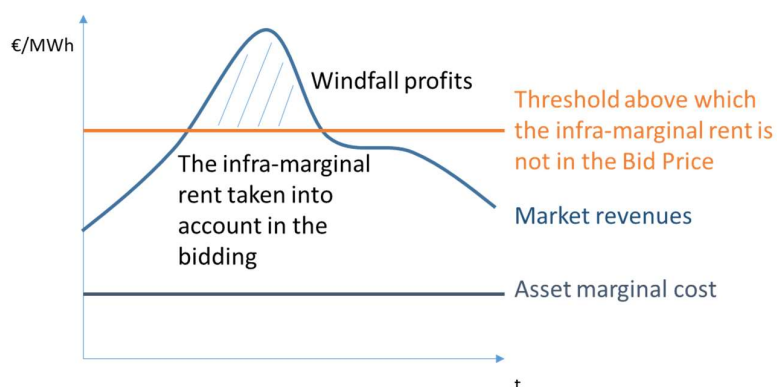 €/MWh
Windfall profits
Threshold above which
the infra-marginal rent is
not in the Bid Price
The infra-marginal
rent taken into
account in the
bidding
Market revenues
Asset marginal cost
t